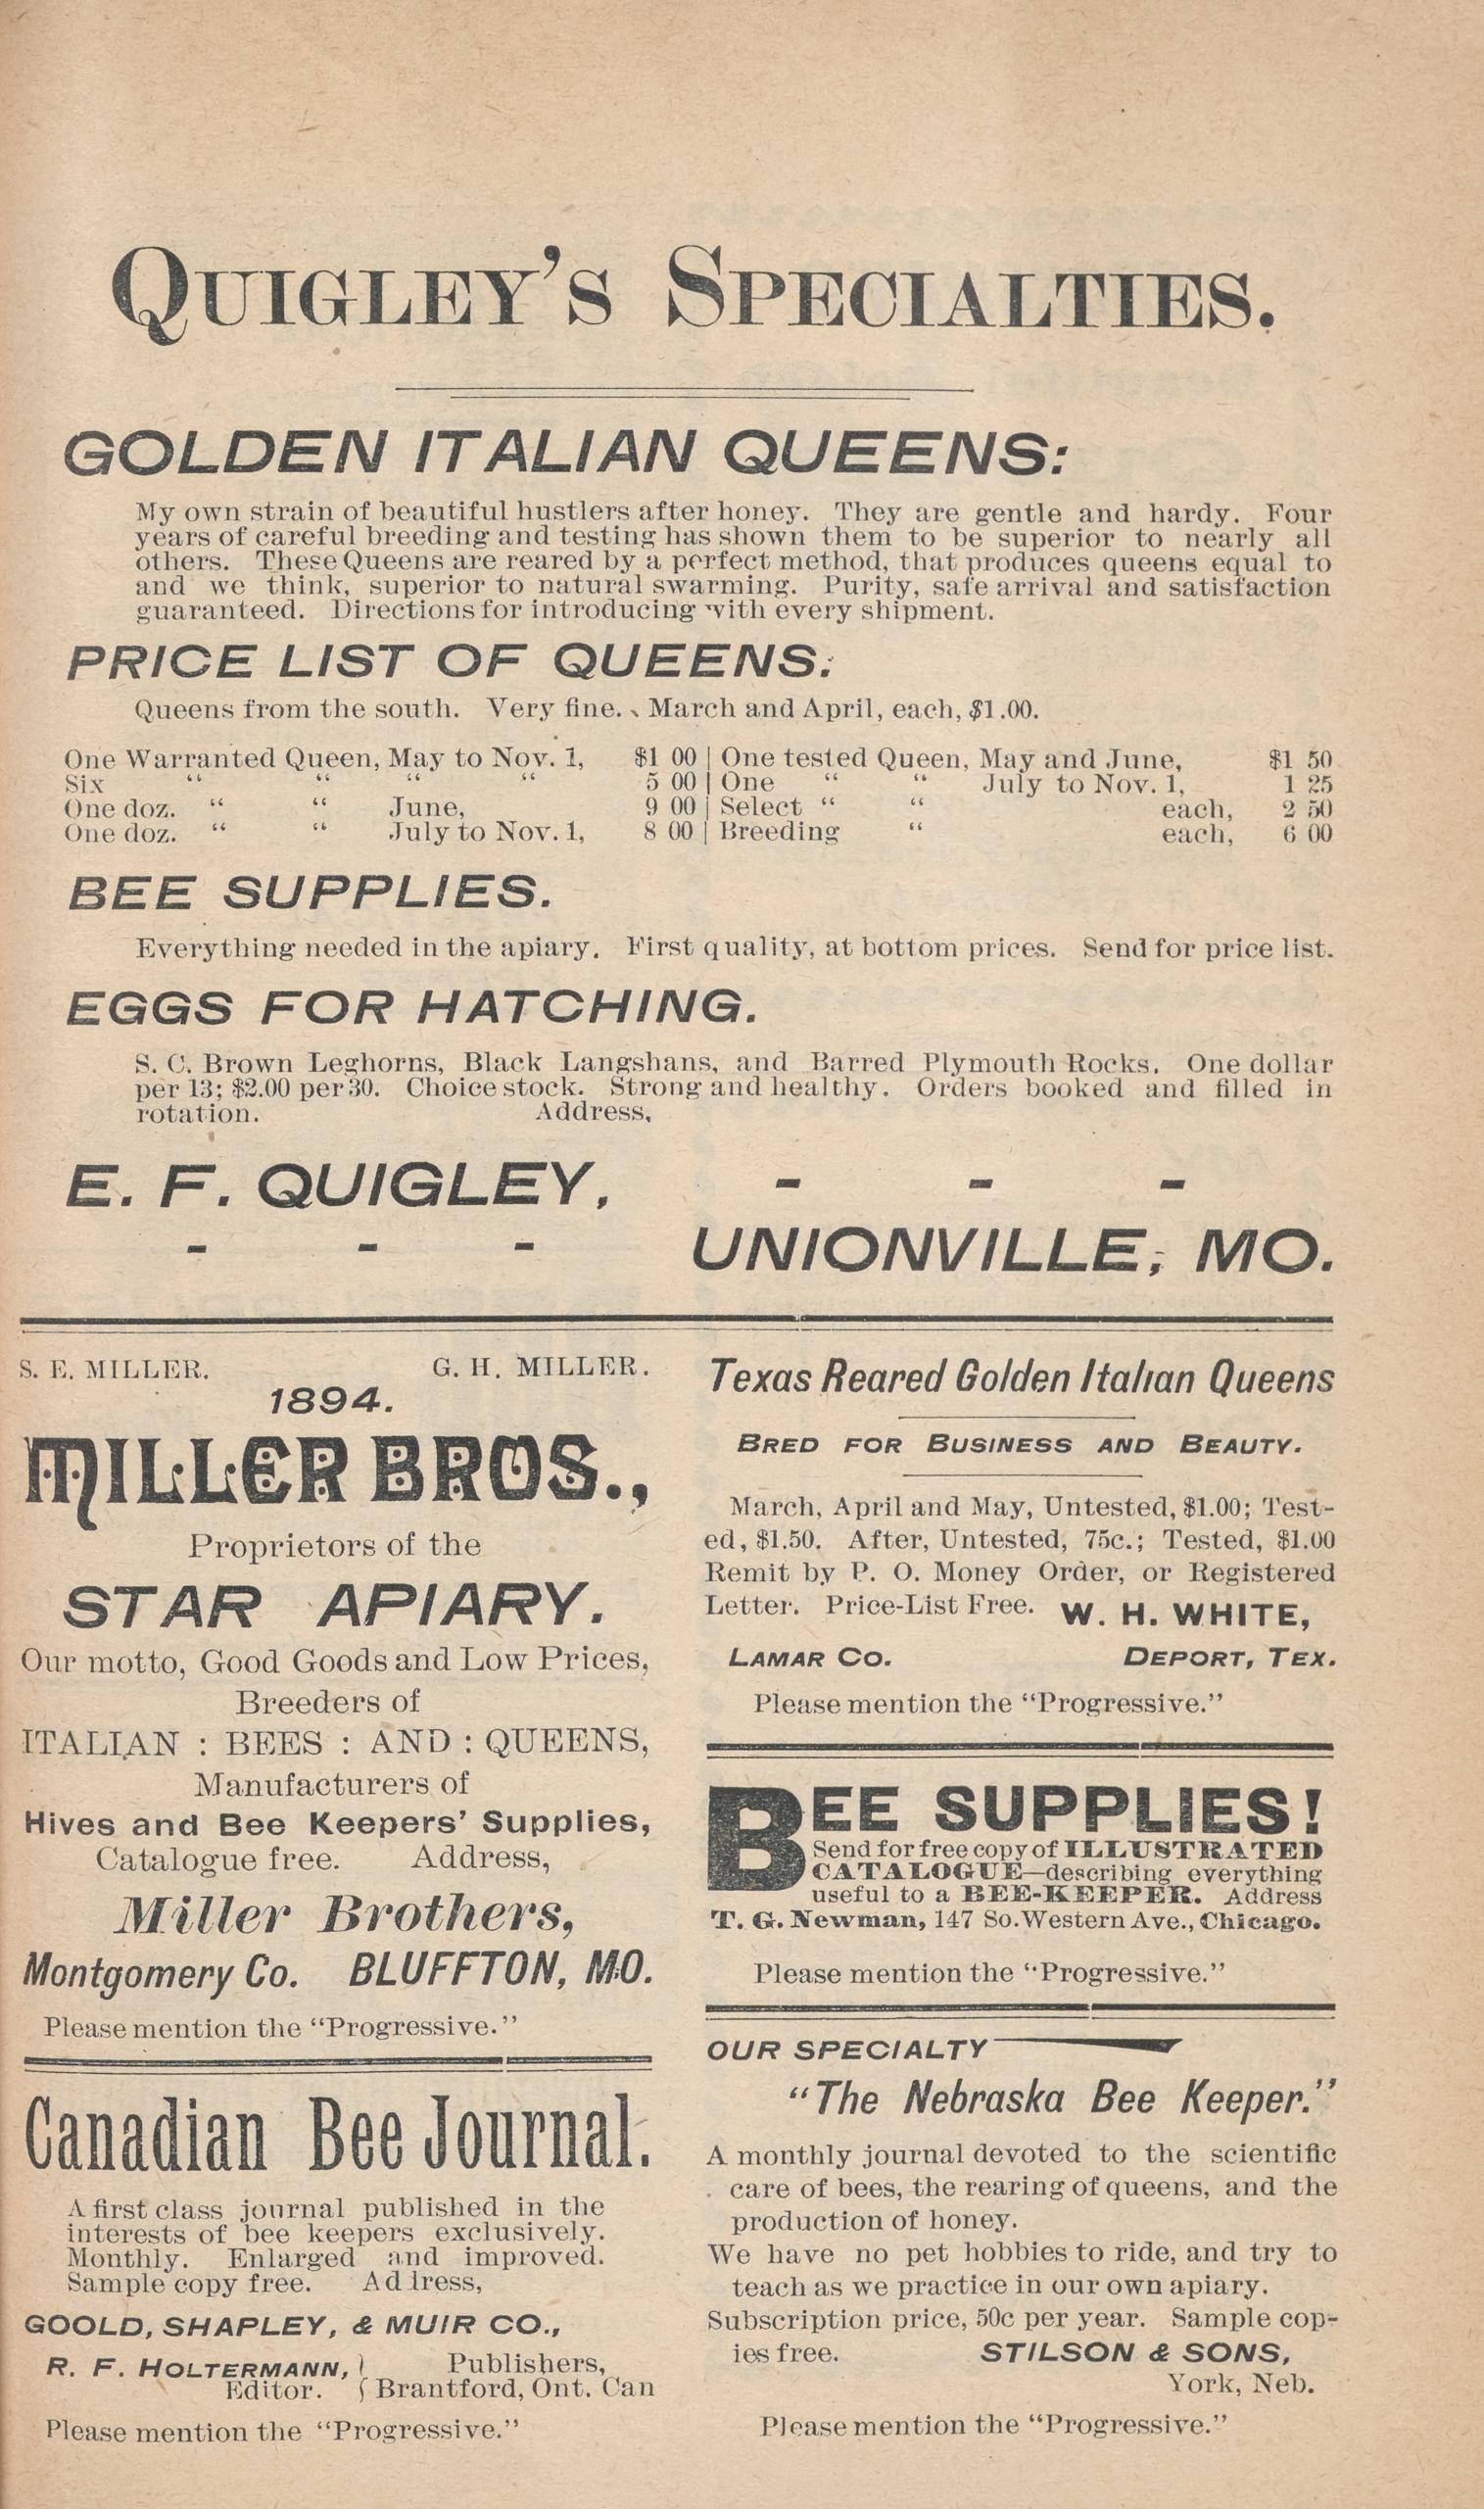 QUIGLEY'S SPECIALTIES.
GOLDEN ITALIAN QUEENS:
My own strain of beautiful hustlers after honey. They are gentle and hardy. Four
years of careful breeding and testing has shown them to be superior to nearly all
others. These Queens are reared by a perfect method, that produces queens equal to
and we think, superior to natural swarming. Purity, safe arrival and satisfaction
guaranteed. Directions for introducing with every shipment.
PRICE LIST OF QUEENS.
Queens from the south. Very fine. March and April, each, $1.00.
One Warranted Queen, May to Nov. 1, $1 00 | One tested Queen, May and June, $1 50
Six “ “ “ “ 5 00 | One “ “ July to Nov. 1, 1 25
One doz. “ “ June, 9 00 | Select “ “ each, 2 50
One doz. “ “ July to Nov. 1, 8 00 | Breeding “ each, 6 00
BEE SUPPLIES.
Everything needed in the apiary. First quality, at bottom prices. Send for price list.
EGGS FOR HATCHING.
S. C. Brown Leghorns, Black Langshans, and Barred Plymouth Rocks. One dollar
per 13; $2.00 per 30. Choice stock. Strong and healthy. Orders booked and filled in
rotation. Address,
E. F. QUIGLEY, - - -
- - - UNIONVILLE, MO.
S. E. MILLER. G. H. MILLER.
1894.
MILLER BROS.,
Proprietors of the
STAR APIARY.
Our motto, Good Goods and Low Prices,
Breeders of
ITALIAN : BEES : AND : QUEENS,
Manufacturers of
Hives and Bee Keepers' Supplies,
Catalogue free. Address,
Miller Brothers,
Montgomery Co. BLUFFTON, MO.
Please mention the "Progressive."
Canadian Bee Journal.
A first class journal published in the
interests of bee keepers exclusively.
Monthly. Enlarged and improved.
Sample copy free. Address,
GOOLD, SHAPLEY, & MUIR CO.,
R. F. HOLTERMANN, } Publishers,
Editor. } Brantford, Ont. Can
Please mention the "Progressive."
Texas Reared Golden Italian Queens
BRED FOR BUSINESS AND BEAUTY.
March, April and May, Untested, $1.00; Test-
ed, $1.50. After, Untested, 75c.; Tested, $1.00
Remit by P. O. Money Order, or Registered
Letter. Price-List Free. W. H. WHITE,
LAMAR CO. DEPORT, TEX.
Please mention the "Progressive."
BEE SUPPLIES!
Send for free copy of ILLUSTRATED
CATALOGUE—describing everything
useful to a BEE-KEEPER. Address
T. G. Newman, 147 So. Western Ave., Chicago.
Please mention the "Progressive."
OUR SPECIALTY
"The Nebraska Bee Keeper."
A monthly journal devoted to the scientific
care of bees, the rearing of queens, and the
production of honey.
We have no pet hobbies to ride, and try to
teach as we practice in our own apiary.
Subscription price, 50c per year. Sample cop-
ies free. STILSON & SONS,
York, Neb.
Please mention the "Progressive."